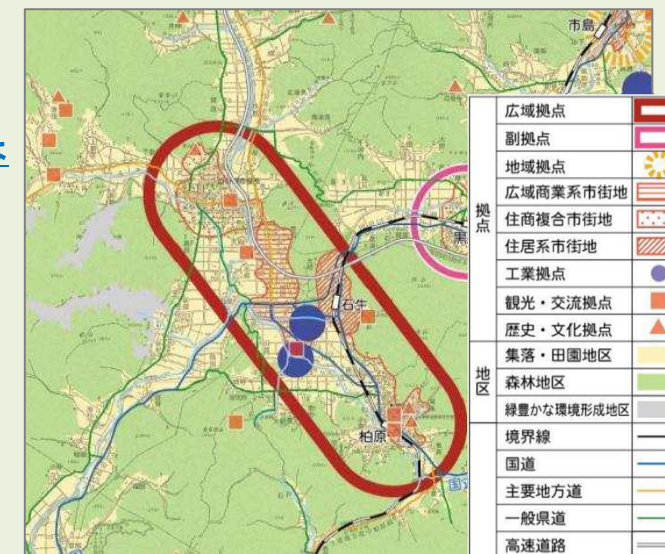 市島
石生
柏原
黒
国
広域拠点
副拠点
地域拠点
広域商業系市街地
住商複合市街地
住居系市街地
工業拠点
観光・交流拠点
歴史・文化拠点
集落・田園地区
森林地区
緑豊かな環境形成地区
境界線
国道
主要地方道
一般県道
高速道路
拠点
地区